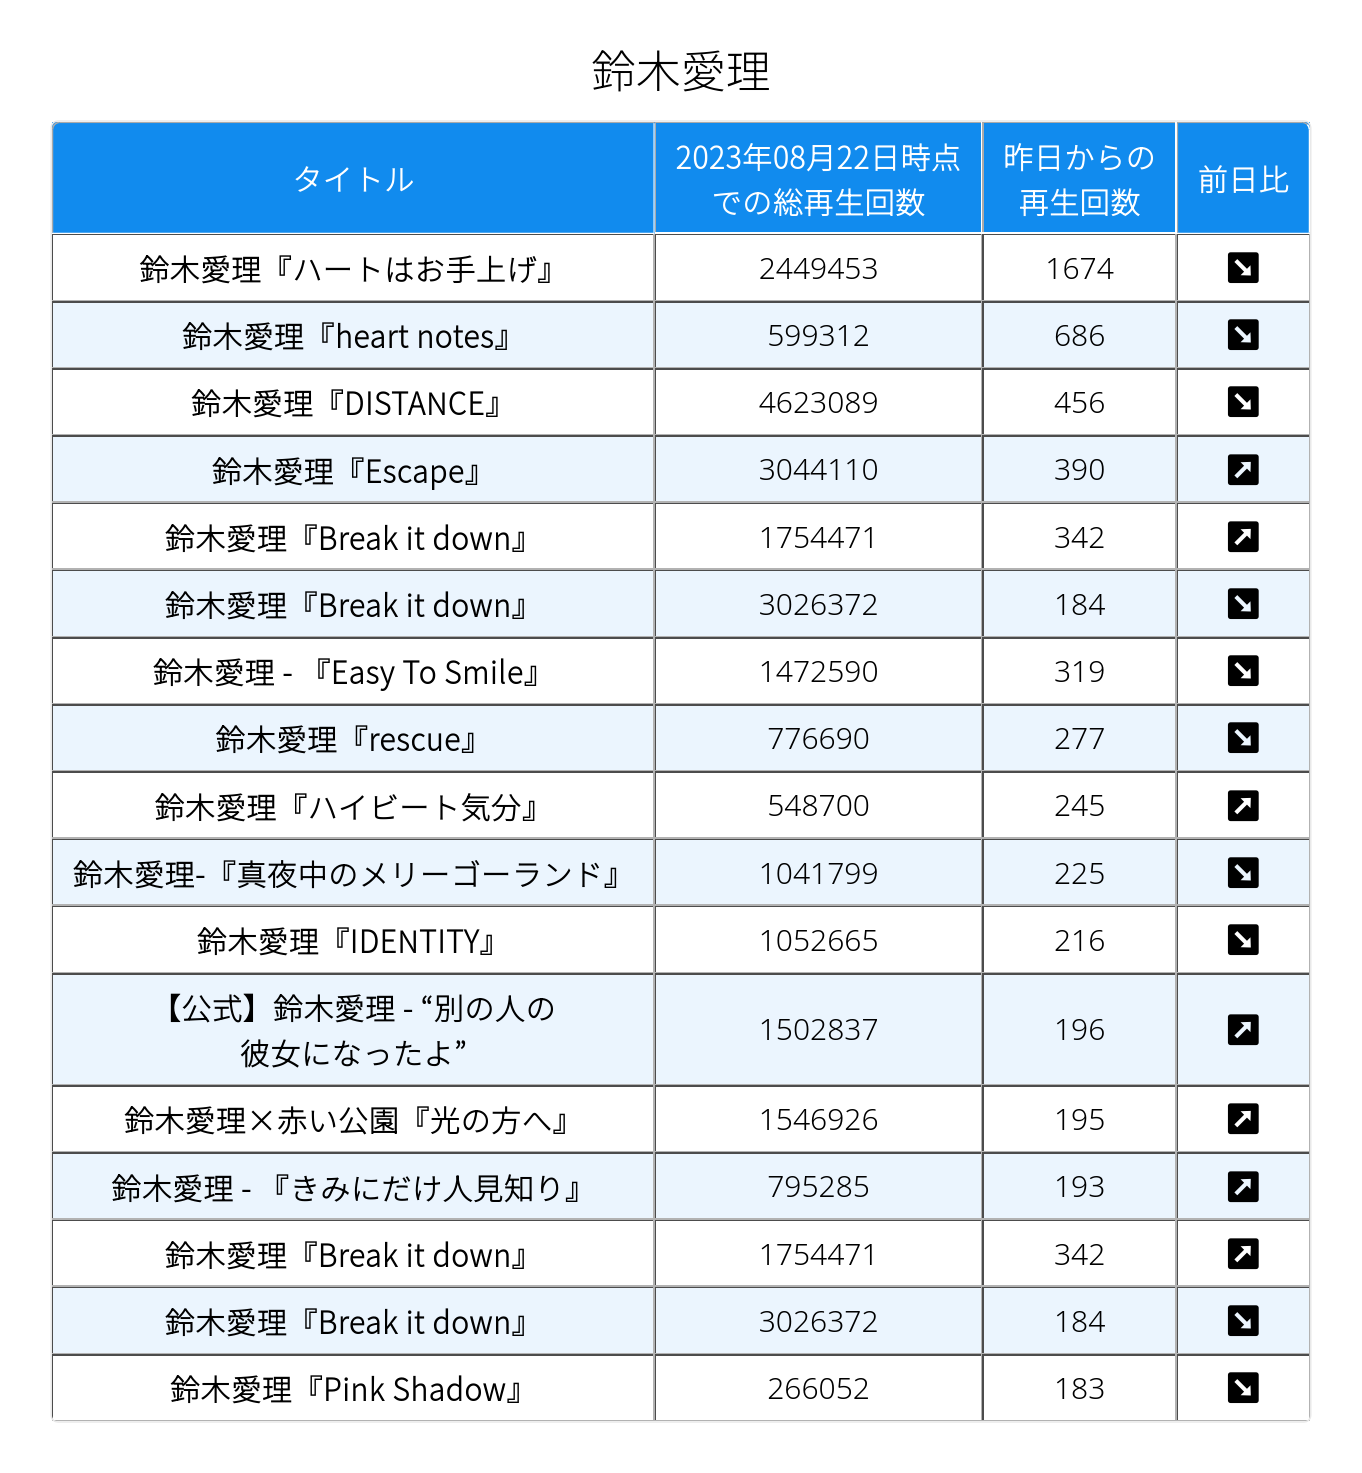 鈴木愛理
タイトル
2023年08月22日時点
での総再生回数
昨日からの
再生回数
前日比
鈴木愛理『ハートはお手上げ』 2449453 1674 ↘
鈴木愛理『heart notes』 599312 686 ↘
鈴木愛理『DISTANCE』 4623089 456 ↘
鈴木愛理『Escape』 3044110 390 ↗
鈴木愛理『Break it down』 1754471 342 ↗
鈴木愛理『Break it down』 3026372 184 ↘
鈴木愛理 - 『Easy To Smile』 1472590 319 ↘
鈴木愛理『rescue』 776690 277 ↘
鈴木愛理『ハイビート気分』 548700 245 ↗
鈴木愛理-『真夜中のメリーゴーランド』 1041799 225 ↘
鈴木愛理『IDENTITY』 1052665 216 ↘
【公式】鈴木愛理 - “別の人の
彼女になったよ” 1502837 196 ↗
鈴木愛理×赤い公園『光の方へ』 1546926 195 ↗
鈴木愛理 - 『きみにだけ人見知り』 795285 193 ↗
鈴木愛理『Break it down』 1754471 342 ↗
鈴木愛理『Break it down』 3026372 184 ↘
鈴木愛理『Pink Shadow』 266052 183 ↘